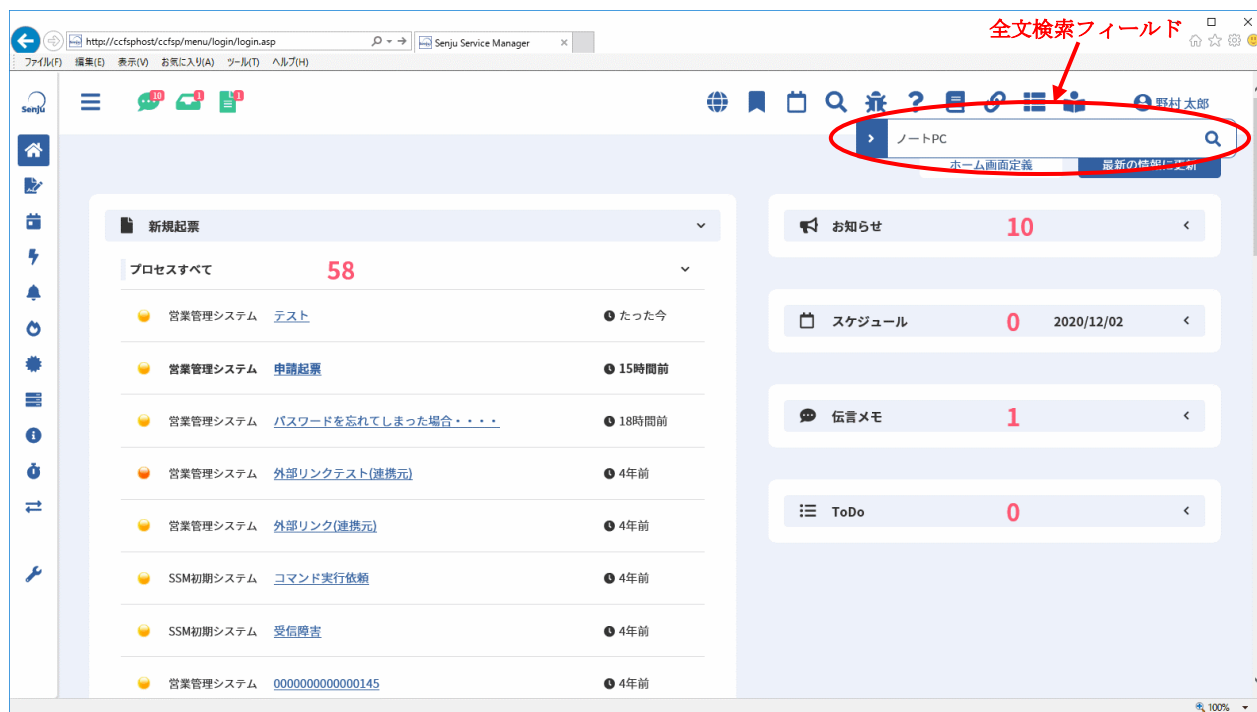 全文検索フィールド
http://ccfsphost/ccfsp/menu/login/login.asp
Senju Service Manager
ファイル(F) 編集(E) 表示(V) お気に入り(A) ツール(T) ヘルプ(H)
Senju
10 1 1
野村 太郎
ノートPC
ホーム画面定義 最新の情報に更新
新規起票
お知らせ 10
プロセスすべて 58
営業管理システム テスト たった今
スケジュール 0 2020/12/02
営業管理システム 申請起票 15時間前
営業管理システム パスワードを忘れてしまった場合・・・・ 18時間前
伝言メモ 1
営業管理システム 外部リンクテスト(連携元) 4年前
ToDo 0
営業管理システム 外部リンク(連携元) 4年前
SSM初期システム コマンド実行依頼 4年前
SSM初期システム 受信障害 4年前
営業管理システム 0000000000000145 4年前
100%